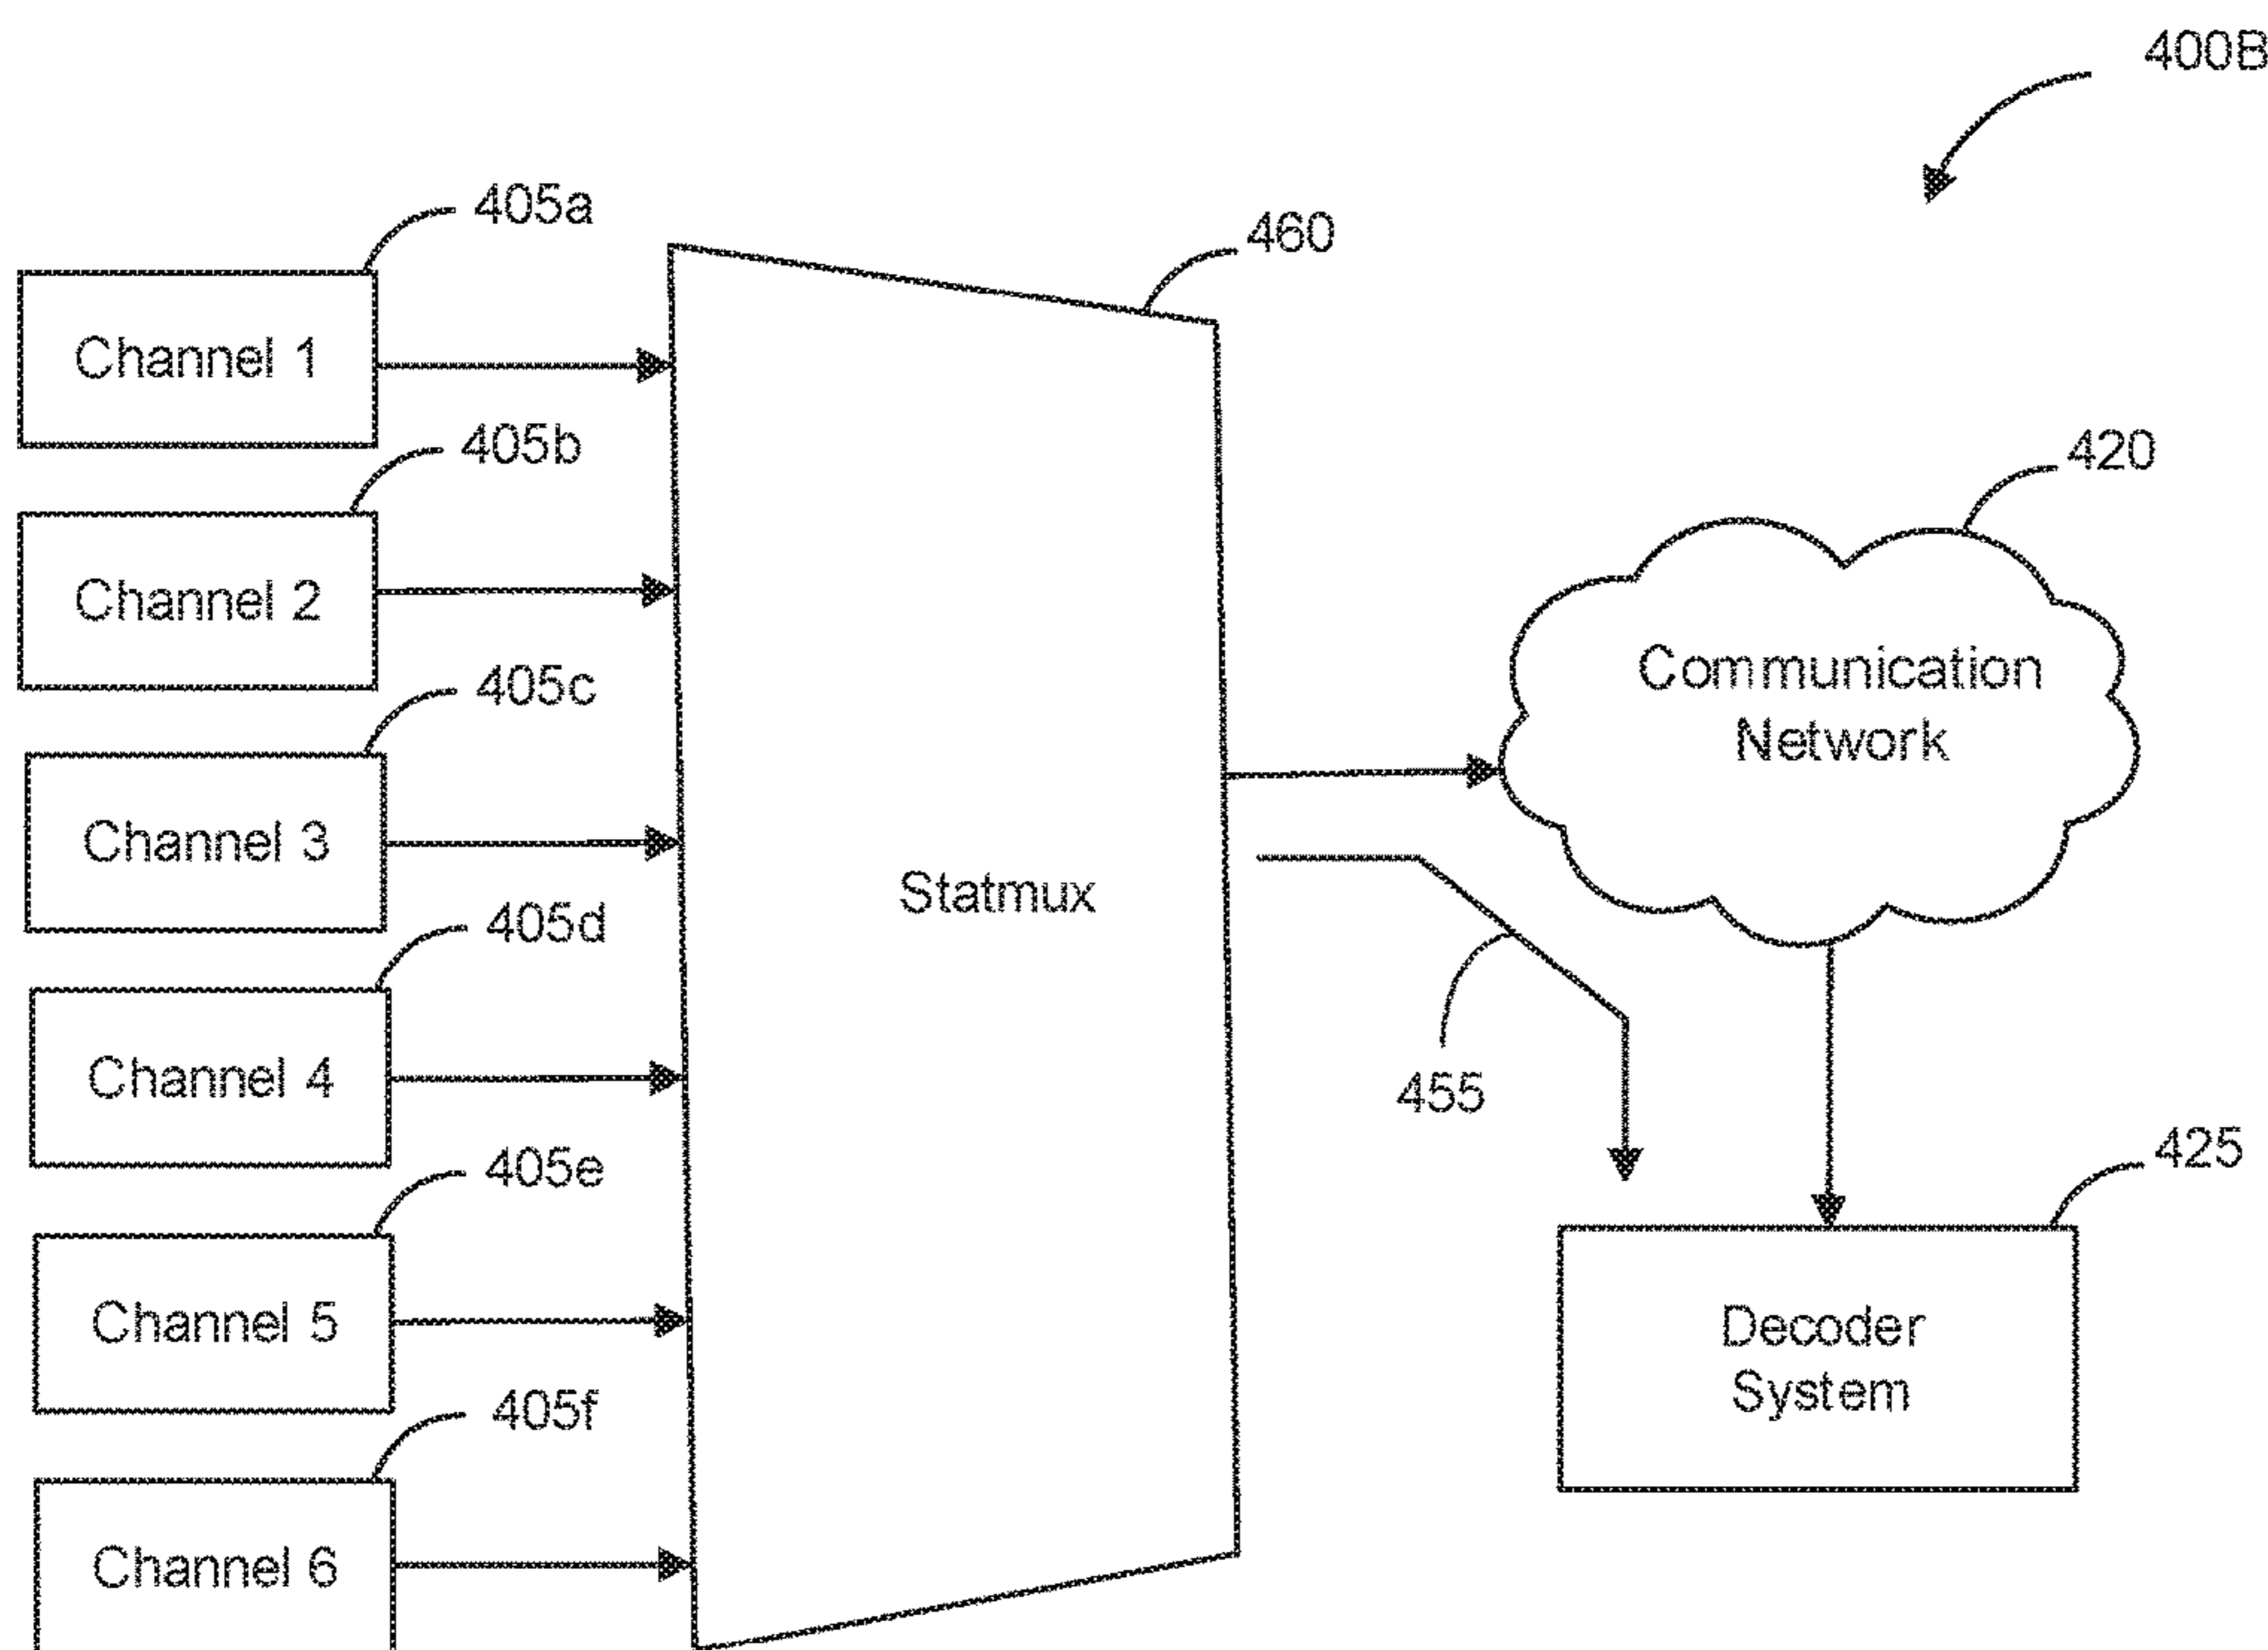 400B
405a
460
Channel 1
405b
420
Channel 2
Communication
Network
405c
Channel 3
Statmux
405d
Channel 4
455
405e
425
Channel 5
Decoder
System
405f
Channel 6